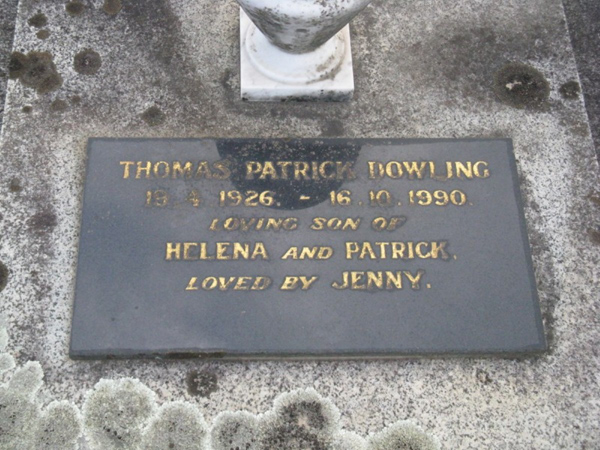 THOMAS PATRICK DOWLING
19.4.1926. - 16.10.1990.
LOVING SON OF
HELENA AND PATRICK.
LOVED BY JENNY.